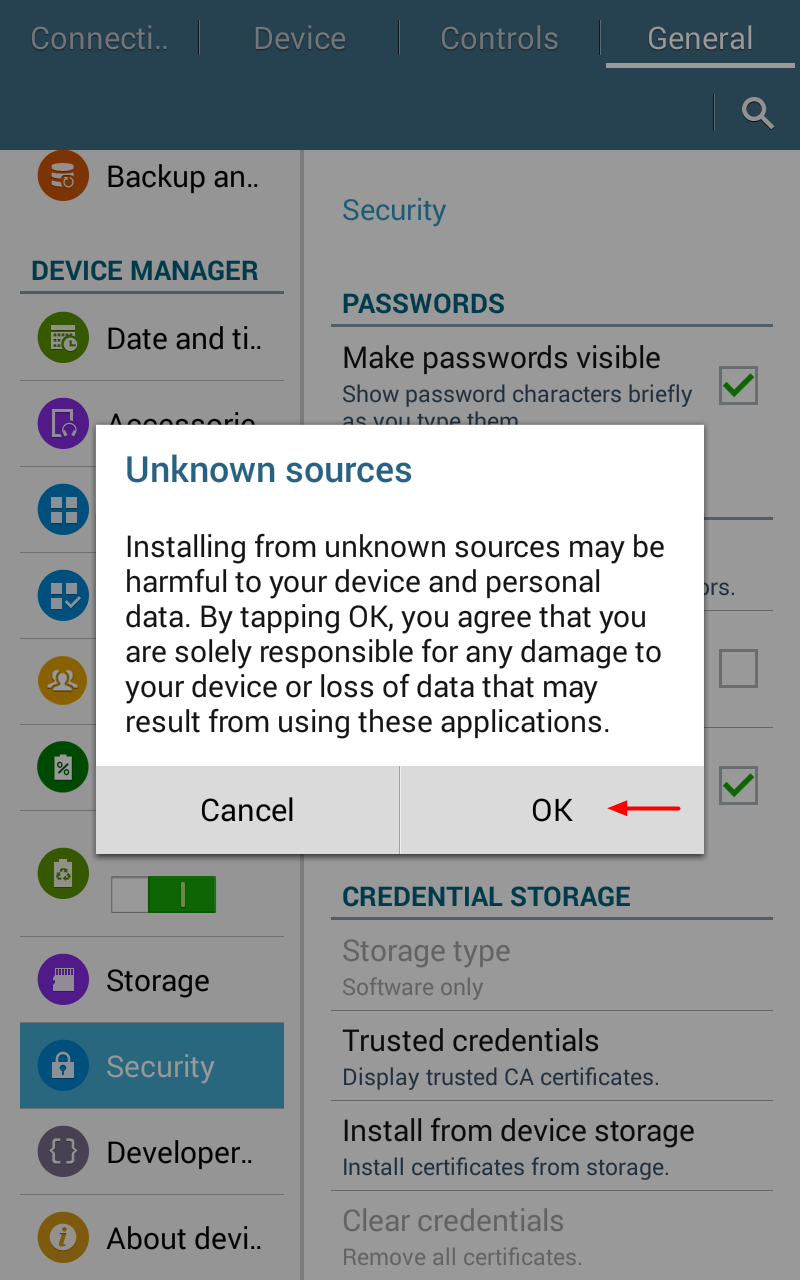 Connecti..
Device
Controls
General
Backup an..
DEVICE MANAGER
Date and ti..
Accessorie
Storage
Security
Developer..
About devi..
Security
PASSWORDS
Make passwords visible
Show password characters briefly
as you type them.
Unknown sources
Installing from unknown sources may be
harmful to your device and personal
data. By tapping OK, you agree that you
are solely responsible for any damage to
your device or loss of data that may
result from using these applications.
Cancel
OK
CREDENTIAL STORAGE
Storage type
Software only
Trusted credentials
Display trusted CA certificates.
Install from device storage
Install certificates from storage.
Clear credentials
Remove all certificates.